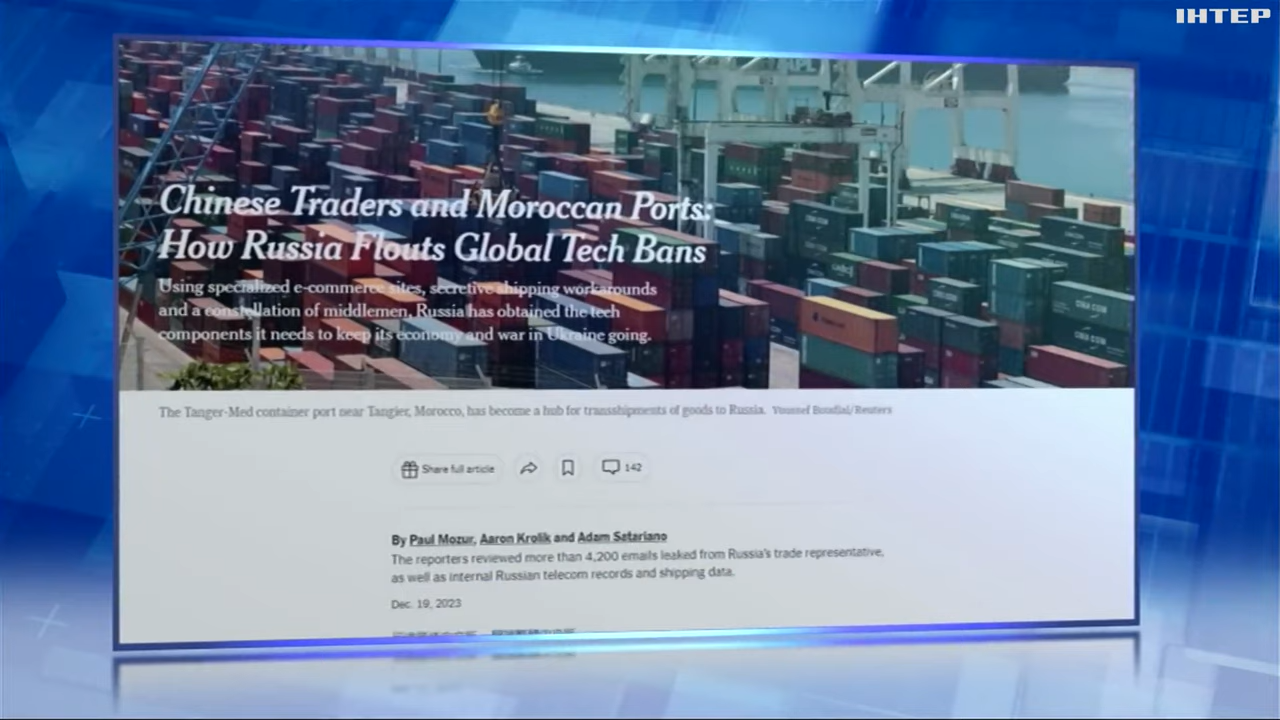 ІНТЕР
Chinese Traders and Moroccan Ports:
How Russia Flouts Global Tech Bans
Using specialized e-commerce sites, secretive shipping workarounds
and a constellation of middlemen, Russia has obtained the tech
components it needs to keep its economy and war in Ukraine going.
The Tanger-Med container port near Tangier, Morocco, has become a hub for transshipments of goods to Russia. Youssef Boudlal/Reuters
Share full article
142
By Paul Mozur, Aaron Krolik and Adam Satariano
The reporters reviewed more than 4,200 emails leaked from Russia's trade representative,
as well as internal Russian telecom records and shipping data.
Dec. 19, 2023